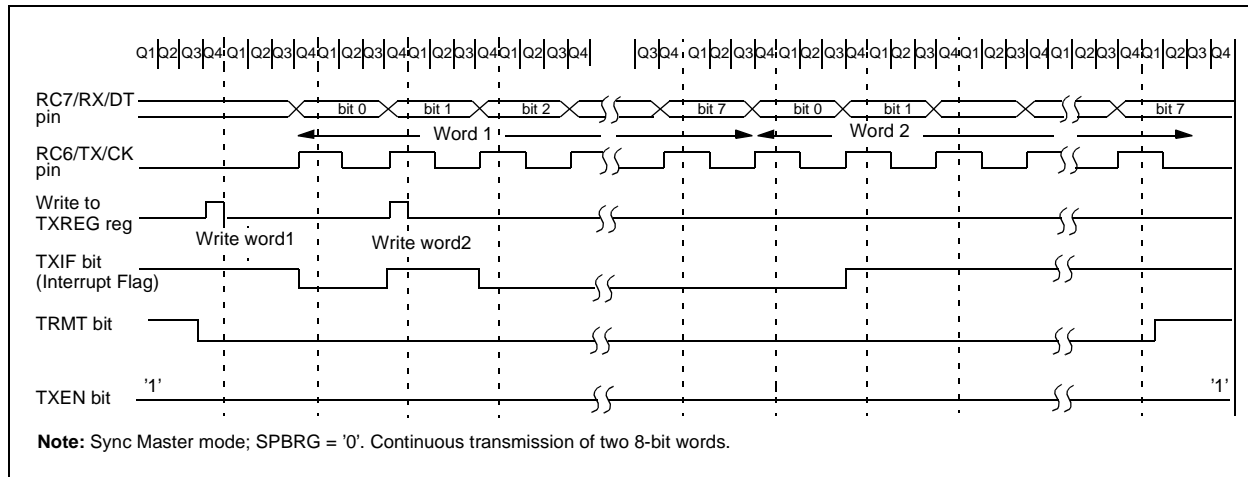 Q1 Q2 Q3 Q4 Q1 Q2 Q3 Q4 Q1 Q2 Q3 Q4 Q1 Q2 Q3 Q4 Q1 Q2 Q3 Q4 Q3 Q4 Q1 Q2 Q3 Q4 Q1 Q2 Q3 Q4 Q1 Q2 Q3 Q4 Q1 Q2 Q3 Q4 Q1 Q2 Q3 Q4 Q1 Q2 Q3 Q4
RC7/RX/DT
pin
bit 0 bit 1 bit 2 bit 7 bit 0 bit 1 bit 7
Word 1 Word 2
RC6/TX/CK
pin
Write to
TXREG reg
Write word1 Write word2
TXIF bit
(Interrupt Flag)
TRMT bit
'1' '1'
TXEN bit
Note: Sync Master mode; SPBRG = '0'. Continuous transmission of two 8-bit words.